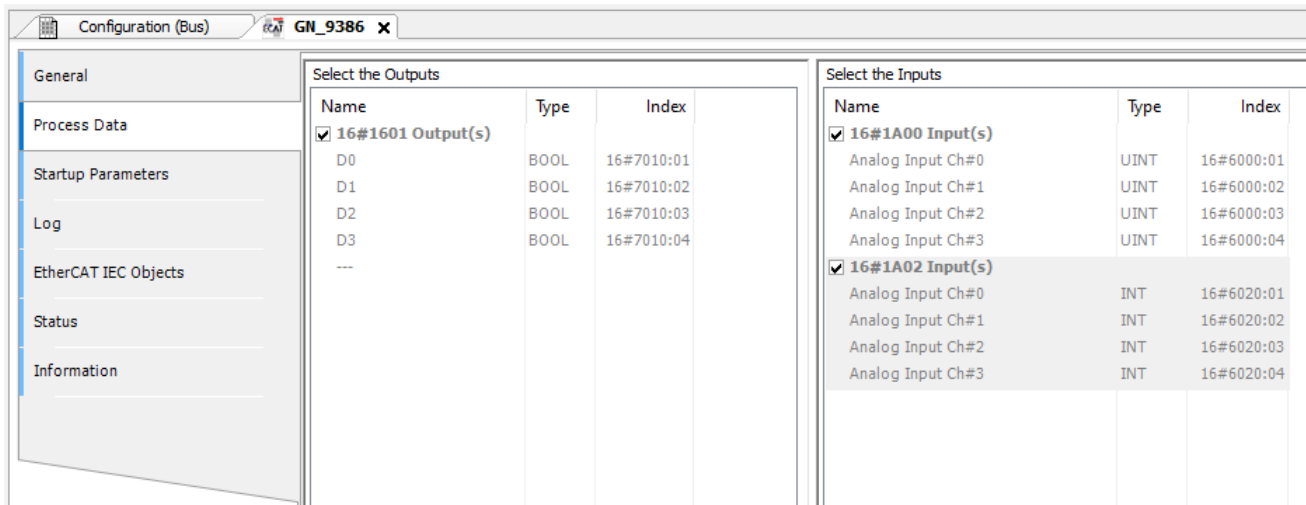 Configuration (Bus) ECAT GN_9386 X
General
Process Data
Startup Parameters
Log
EtherCAT IEC Objects
Status
Information
Select the Outputs
Name Type Index
16#1601 Output(s)
D0 BOOL 16#7010:01
D1 BOOL 16#7010:02
D2 BOOL 16#7010:03
D3 BOOL 16#7010:04
---
Select the Inputs
Name Type Index
16#1A00 Input(s)
Analog Input Ch#0 UINT 16#6000:01
Analog Input Ch#1 UINT 16#6000:02
Analog Input Ch#2 UINT 16#6000:03
Analog Input Ch#3 UINT 16#6000:04
16#1A02 Input(s)
Analog Input Ch#0 INT 16#6020:01
Analog Input Ch#1 INT 16#6020:02
Analog Input Ch#2 INT 16#6020:03
Analog Input Ch#3 INT 16#6020:04